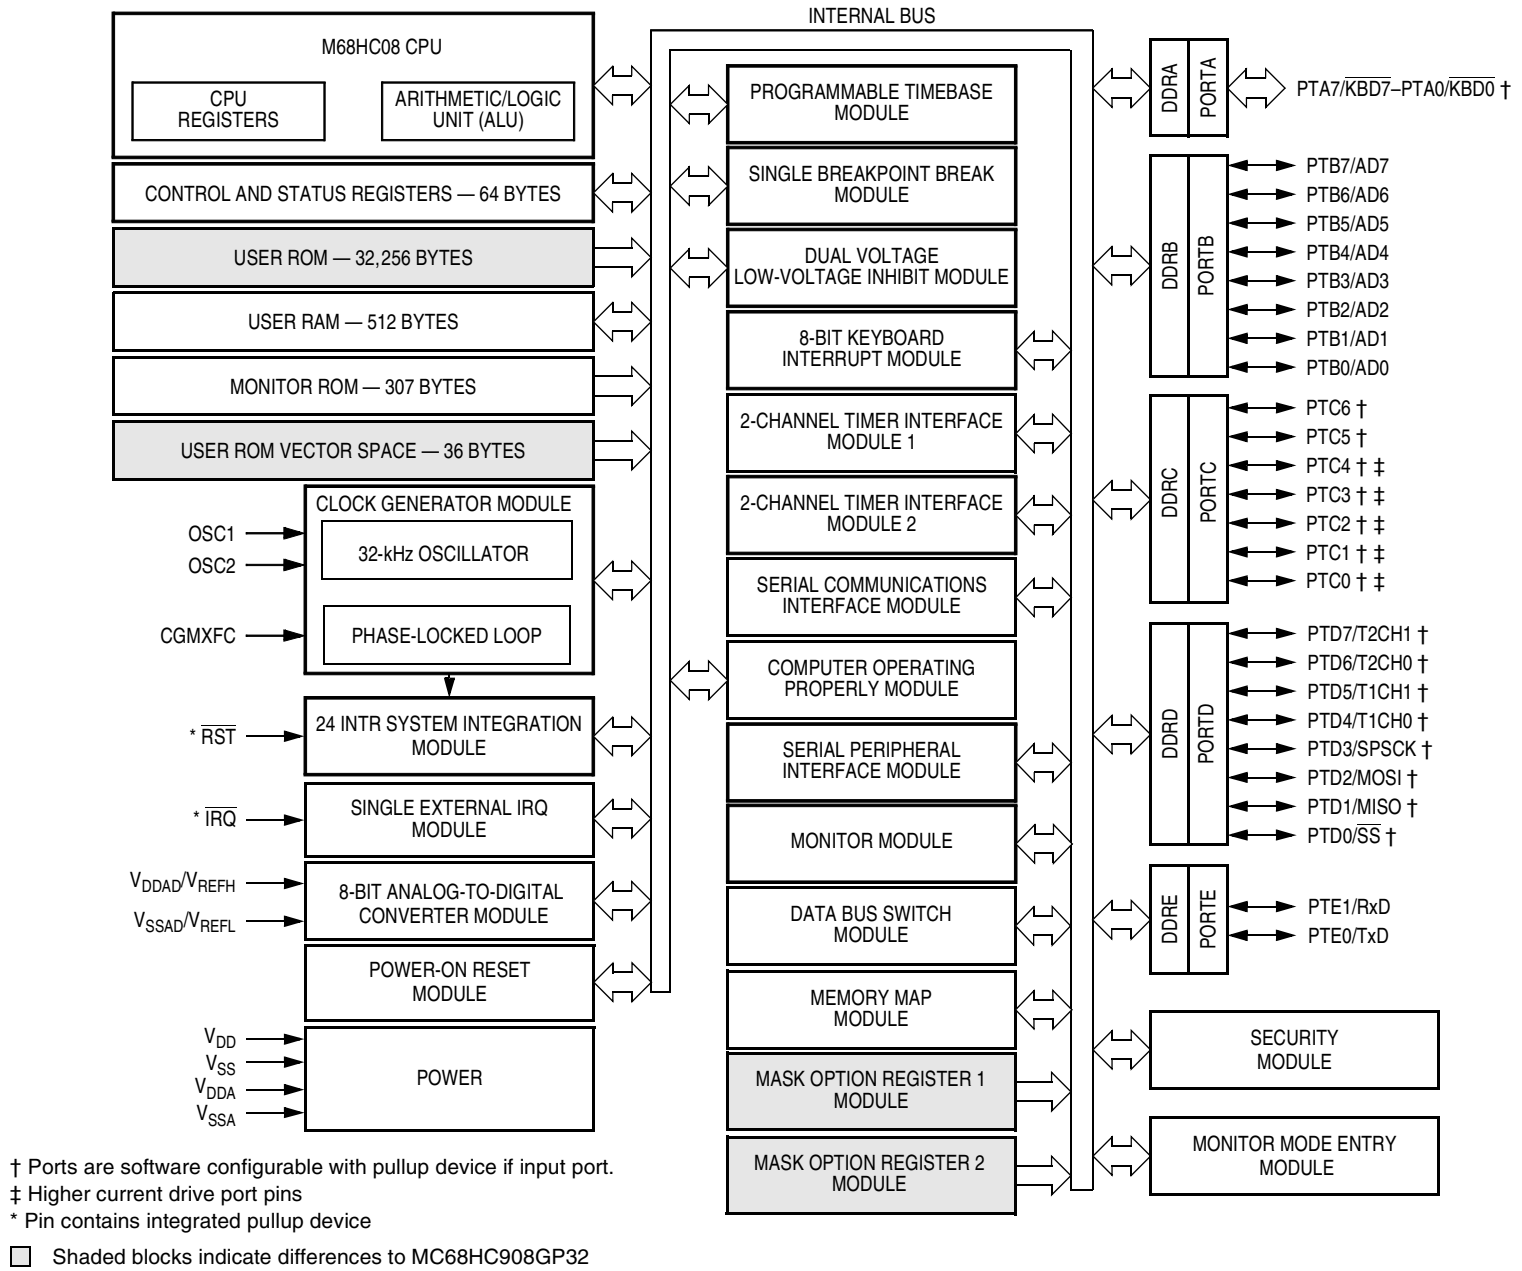 INTERNAL BUS
M68HC08 CPU
CPU
REGISTERS
ARITHMETIC/LOGIC
UNIT (ALU)
CONTROL AND STATUS REGISTERS — 64 BYTES
USER ROM — 32,256 BYTES
USER RAM — 512 BYTES
MONITOR ROM — 307 BYTES
USER ROM VECTOR SPACE — 36 BYTES
CLOCK GENERATOR MODULE
32-kHz OSCILLATOR
PHASE-LOCKED LOOP
OSC1
OSC2
CGMXFC
24 INTR SYSTEM INTEGRATION
MODULE
* RST
SINGLE EXTERNAL IRQ
MODULE
* IRQ
8-BIT ANALOG-TO-DIGITAL
CONVERTER MODULE
VDDAD/VREFH
VSSAD/VREFL
POWER-ON RESET
MODULE
POWER
VDD
VSS
VDDA
VSSA
PROGRAMMABLE TIMEBASE
MODULE
SINGLE BREAKPOINT BREAK
MODULE
DUAL VOLTAGE
LOW-VOLTAGE INHIBIT MODULE
8-BIT KEYBOARD
INTERRUPT MODULE
2-CHANNEL TIMER INTERFACE
MODULE 1
2-CHANNEL TIMER INTERFACE
MODULE 2
SERIAL COMMUNICATIONS
INTERFACE MODULE
COMPUTER OPERATING
PROPERLY MODULE
SERIAL PERIPHERAL
INTERFACE MODULE
MONITOR MODULE
DATA BUS SWITCH
MODULE
MEMORY MAP
MODULE
MASK OPTION REGISTER 1
MODULE
MASK OPTION REGISTER 2
MODULE
DDRA
PORTA
PTA7/KBD7–PTA0/KBD0 †
DDRB
PORTB
PTB7/AD7
PTB6/AD6
PTB5/AD5
PTB4/AD4
PTB3/AD3
PTB2/AD2
PTB1/AD1
PTB0/AD0
DDRC
PORTC
PTC6 †
PTC5 †
PTC4 † ‡
PTC3 † ‡
PTC2 † ‡
PTC1 † ‡
PTC0 † ‡
DDRD
PORTD
PTD7/T2CH1 †
PTD6/T2CH0 †
PTD5/T1CH1 †
PTD4/T1CH0 †
PTD3/SPSCK †
PTD2/MOSI †
PTD1/MISO †
PTD0/SS †
DDRE
PORTE
PTE1/RxD
PTE0/TxD
SECURITY
MODULE
MONITOR MODE ENTRY
MODULE
† Ports are software configurable with pullup device if input port.
‡ Higher current drive port pins
* Pin contains integrated pullup device
Shaded blocks indicate differences to MC68HC908GP32